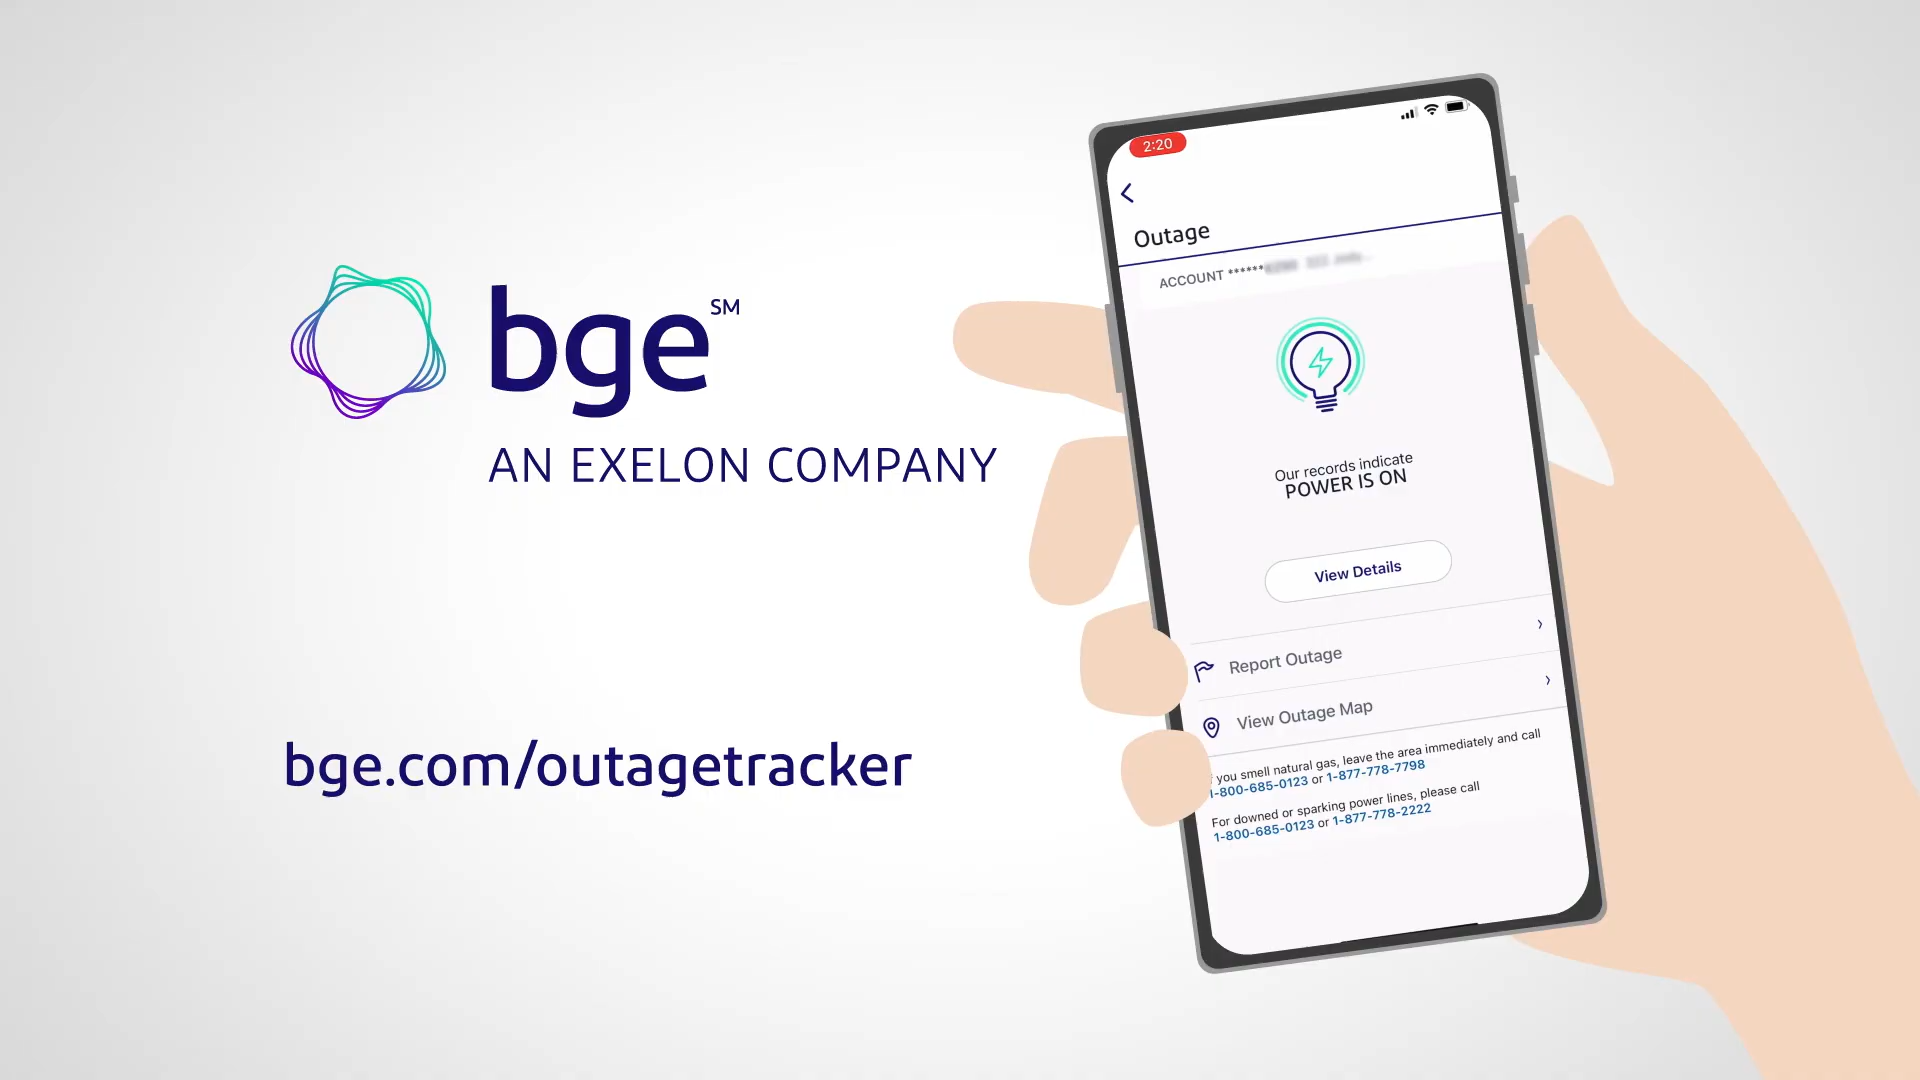 bge SM
AN EXELON COMPANY
bge.com/outagetracker
2:20
Outage
ACCOUNT ******
Our records indicate
POWER IS ON
View Details
Report Outage
View Outage Map
you smell natural gas, leave the area immediately and call
1-800-685-0123 or 1-877-778-7798
For downed or sparking power lines, please call
1-800-685-0123 or 1-877-778-2222